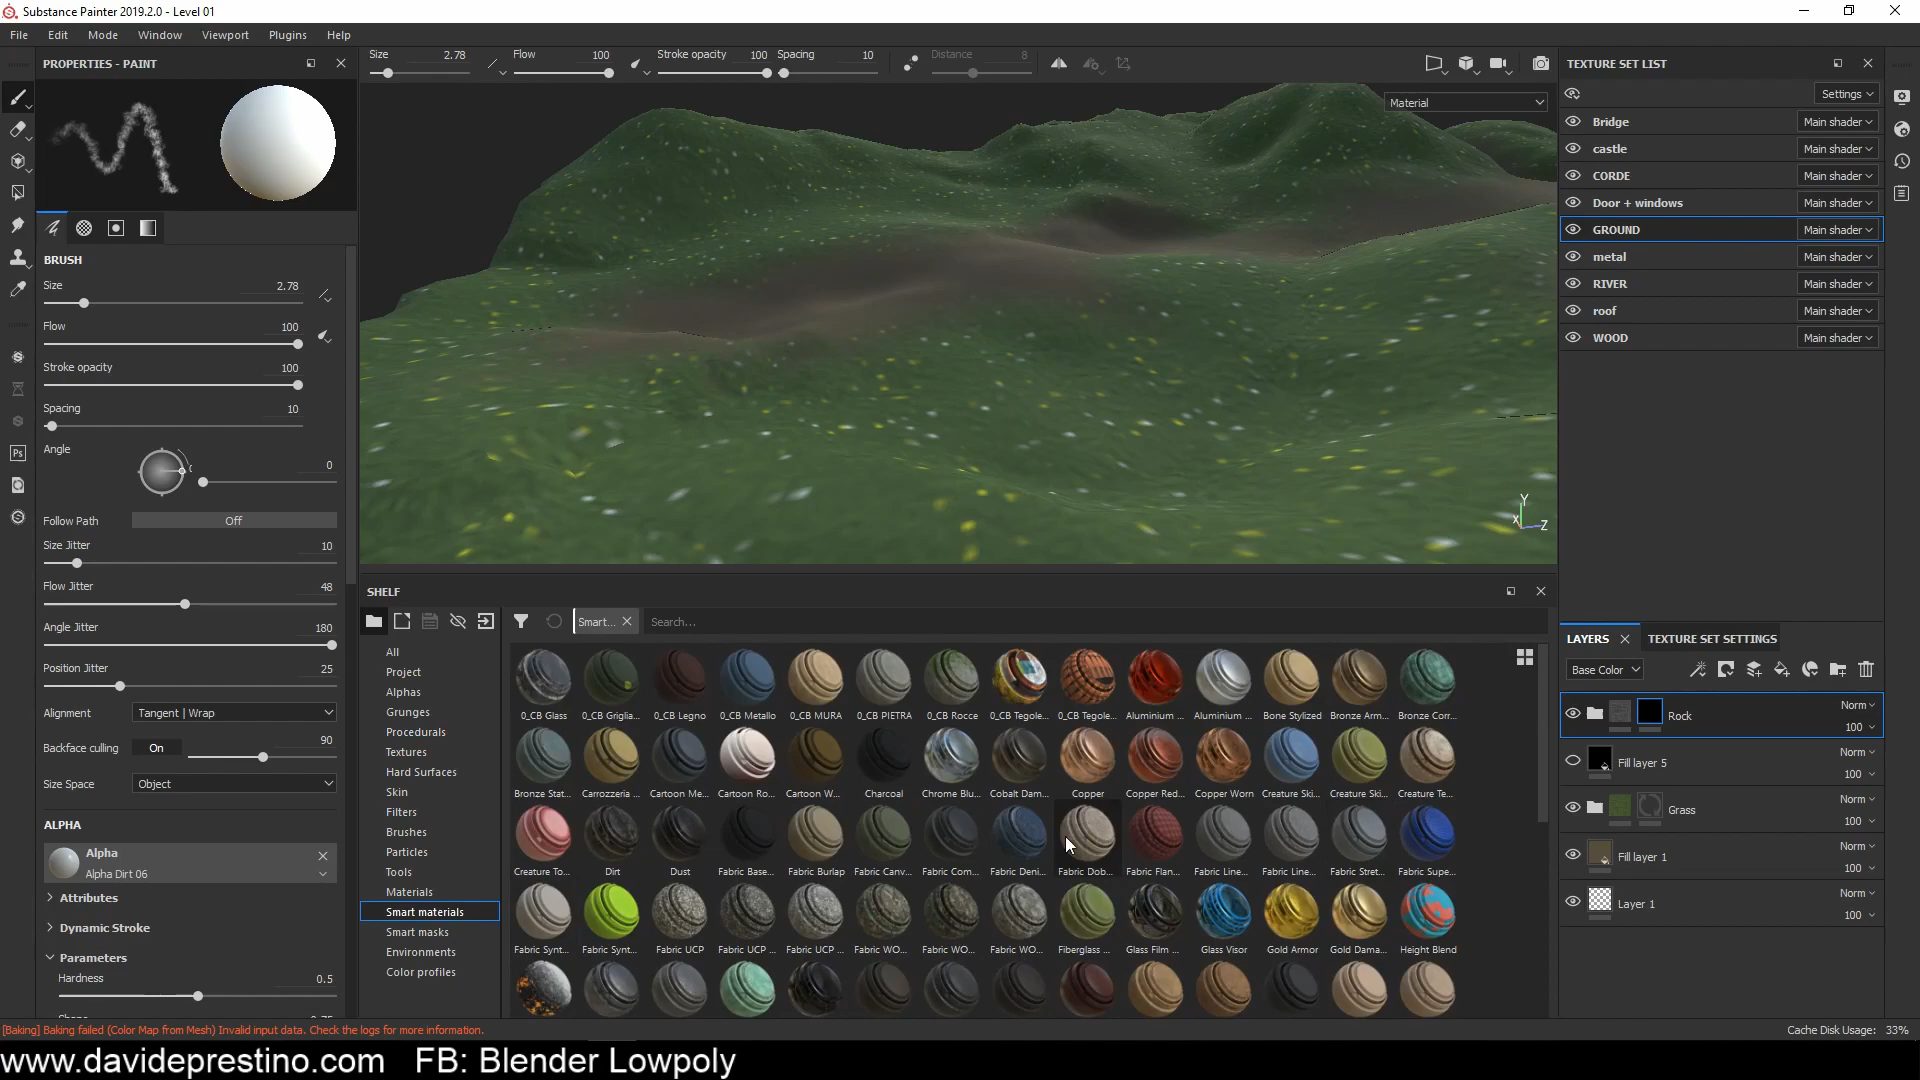 Substance Painter 2019.2.0 - Level 01
File Edit Mode Window Viewport Plugins Help
PROPERTIES - PAINT
Size 2.78 Flow 100 Stroke opacity 100 Spacing 10 Distance 8
Material
BRUSH
Size 2.78
Flow 100
Stroke opacity 100
Spacing 10
Angle 0
Follow Path Off
Size Jitter 10
Flow Jitter 48
Angle Jitter 180
Position Jitter 25
Alignment Tangent | Wrap
Backface culling On 90
Size Space Object
ALPHA
Alpha
Alpha Dirt 06
Attributes
Dynamic Stroke
Parameters
Hardness 0.5
Y
X Z
SHELF
Smart... Search...
All
Project
Alphas
Grunges
Procedurals
Textures
Hard Surfaces
Skin
Filters
Brushes
Particles
Tools
Materials
Smart materials
Smart masks
Environments
Color profiles
0_CB Glass 0_CB Griglia... 0_CB Legno 0_CB Metallo 0_CB MURA 0_CB PIETRA 0_CB Rocce 0_CB Tegole... 0_CB Tegole... Aluminium ... Aluminium ... Bone Stylized Bronze Arm... Bronze Corr...
Bronze Stat... Carrozzeria ... Cartoon Me... Cartoon Ro... Cartoon W... Charcoal Chrome Blu... Cobalt Dam... Copper Copper Red... Copper Worn Creature Ski... Creature Ski... Creature Te...
Creature To... Dirt Dust Fabric Base... Fabric Burlap Fabric Canv... Fabric Com... Fabric Deni... Fabric Dob... Fabric Flan... Fabric Line... Fabric Line... Fabric Stret... Fabric Supe...
Fabric Synt... Fabric Synt... Fabric UCP Fabric UCP ... Fabric UCP ... Fabric WO... Fabric WO... Fabric WO... Fiberglass ... Glass Film ... Glass Visor Gold Armor Gold Dama... Height Blend
TEXTURE SET LIST
Settings
Bridge Main shader
castle Main shader
CORDE Main shader
Door + windows Main shader
GROUND Main shader
metal Main shader
RIVER Main shader
roof Main shader
WOOD Main shader
LAYERS TEXTURE SET SETTINGS
Base Color
Rock Norm 100
Fill layer 5 Norm 100
Grass Norm 100
Fill layer 1 Norm 100
Layer 1 Norm 100
Ps
[Baking] Baking failed (Color Map from Mesh) Invalid input data. Check the logs for more information.
Cache Disk Usage: 33%
www.davideprestino.com FB: Blender Lowpoly